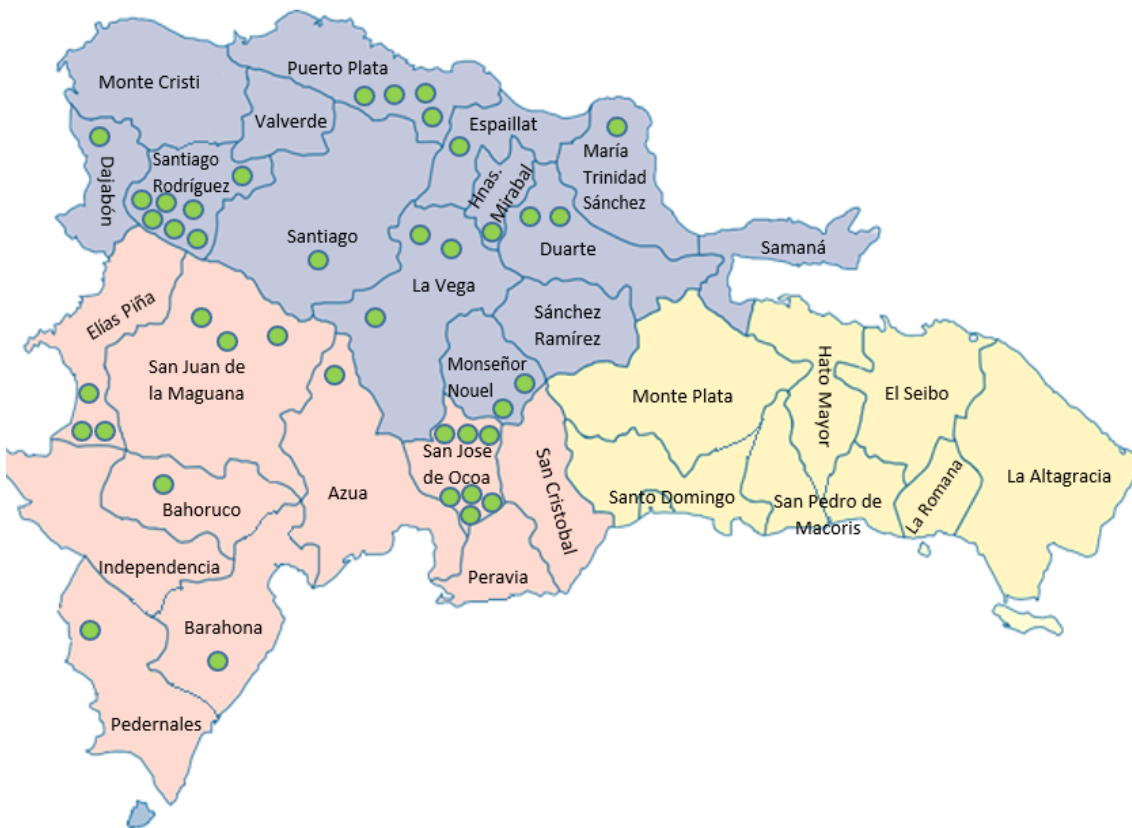 Monte Cristi
Puerto Plata
Valverde
Espaillat
Dajabón
Santiago
Rodríguez
Hnas.
Mirabal
María
Trinidad
Sánchez
Santiago
Duarte
Samaná
La Vega
Elías Piña
Sánchez
Ramírez
San Juan de
la Maguana
Monseñor
Nouel
Monte Plata
Hato Mayor
El Seibo
San Jose
de Ocoa
San Cristobal
La Altagracia
Azua
Bahoruco
Santo Domingo
San Pedro de
Macoris
La Romana
Independencia
Peravia
Barahona
Pedernales